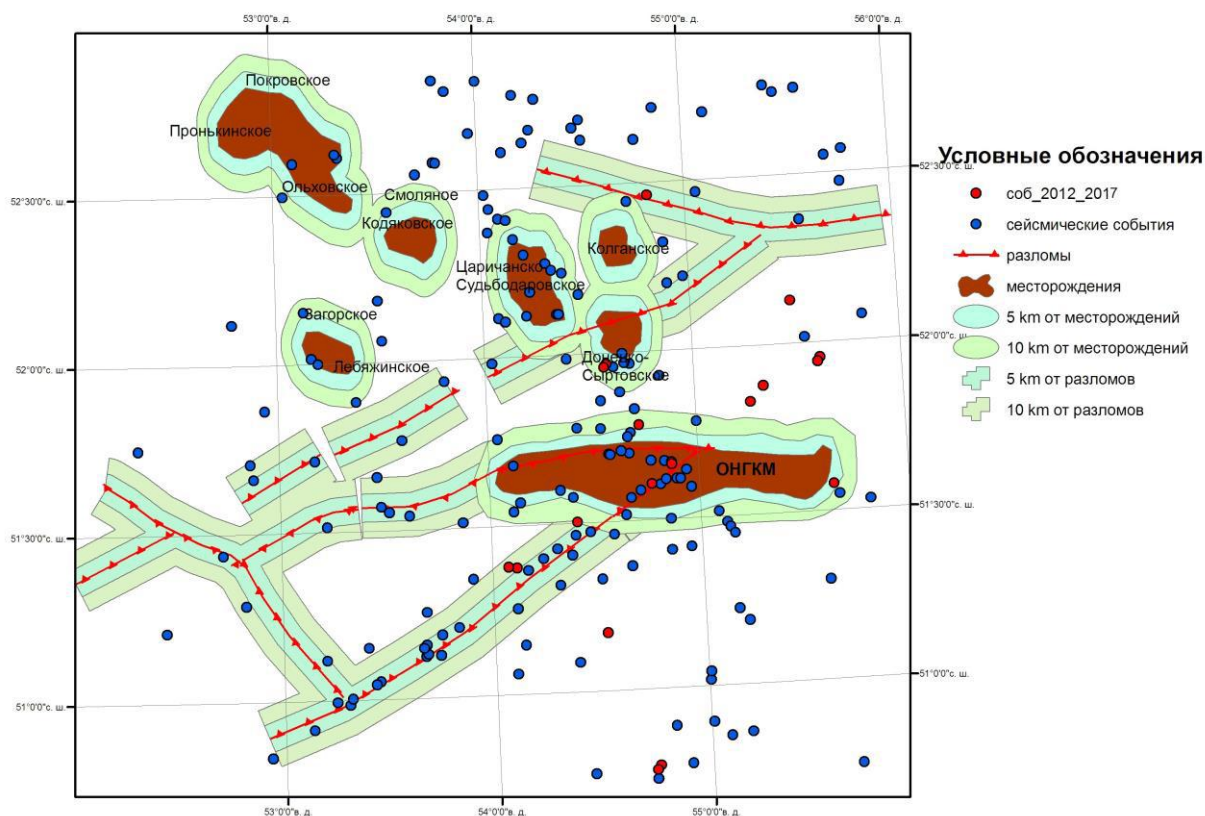 53°0'0"в. д.
54°0'0"в. д.
55°0'0"в. д.
56°0'0"в. д.
Покровское
Пронькинское
Ольховское
Смоляное
Кодяковское
Колганское
Царичанско
Судьбодаровское
Загорское
Лебяжинское
Донецко-
Сыртовское
ОНГКМ
52°30'0"с. ш.
52°0'0"с. ш.
51°30'0"с. ш.
51°0'0"с. ш.
52°30'0"с. ш.
52°0'0"с. ш.
51°30'0"с. ш.
51°0'0"с. ш.
53°0'0"в. д.
54°0'0"в. д.
55°0'0"в. д.
Условные обозначения
соб_2012_2017
сейсмические события
разломы
месторождения
5 km от месторождений
10 km от месторождений
5 km от разломов
10 km от разломов